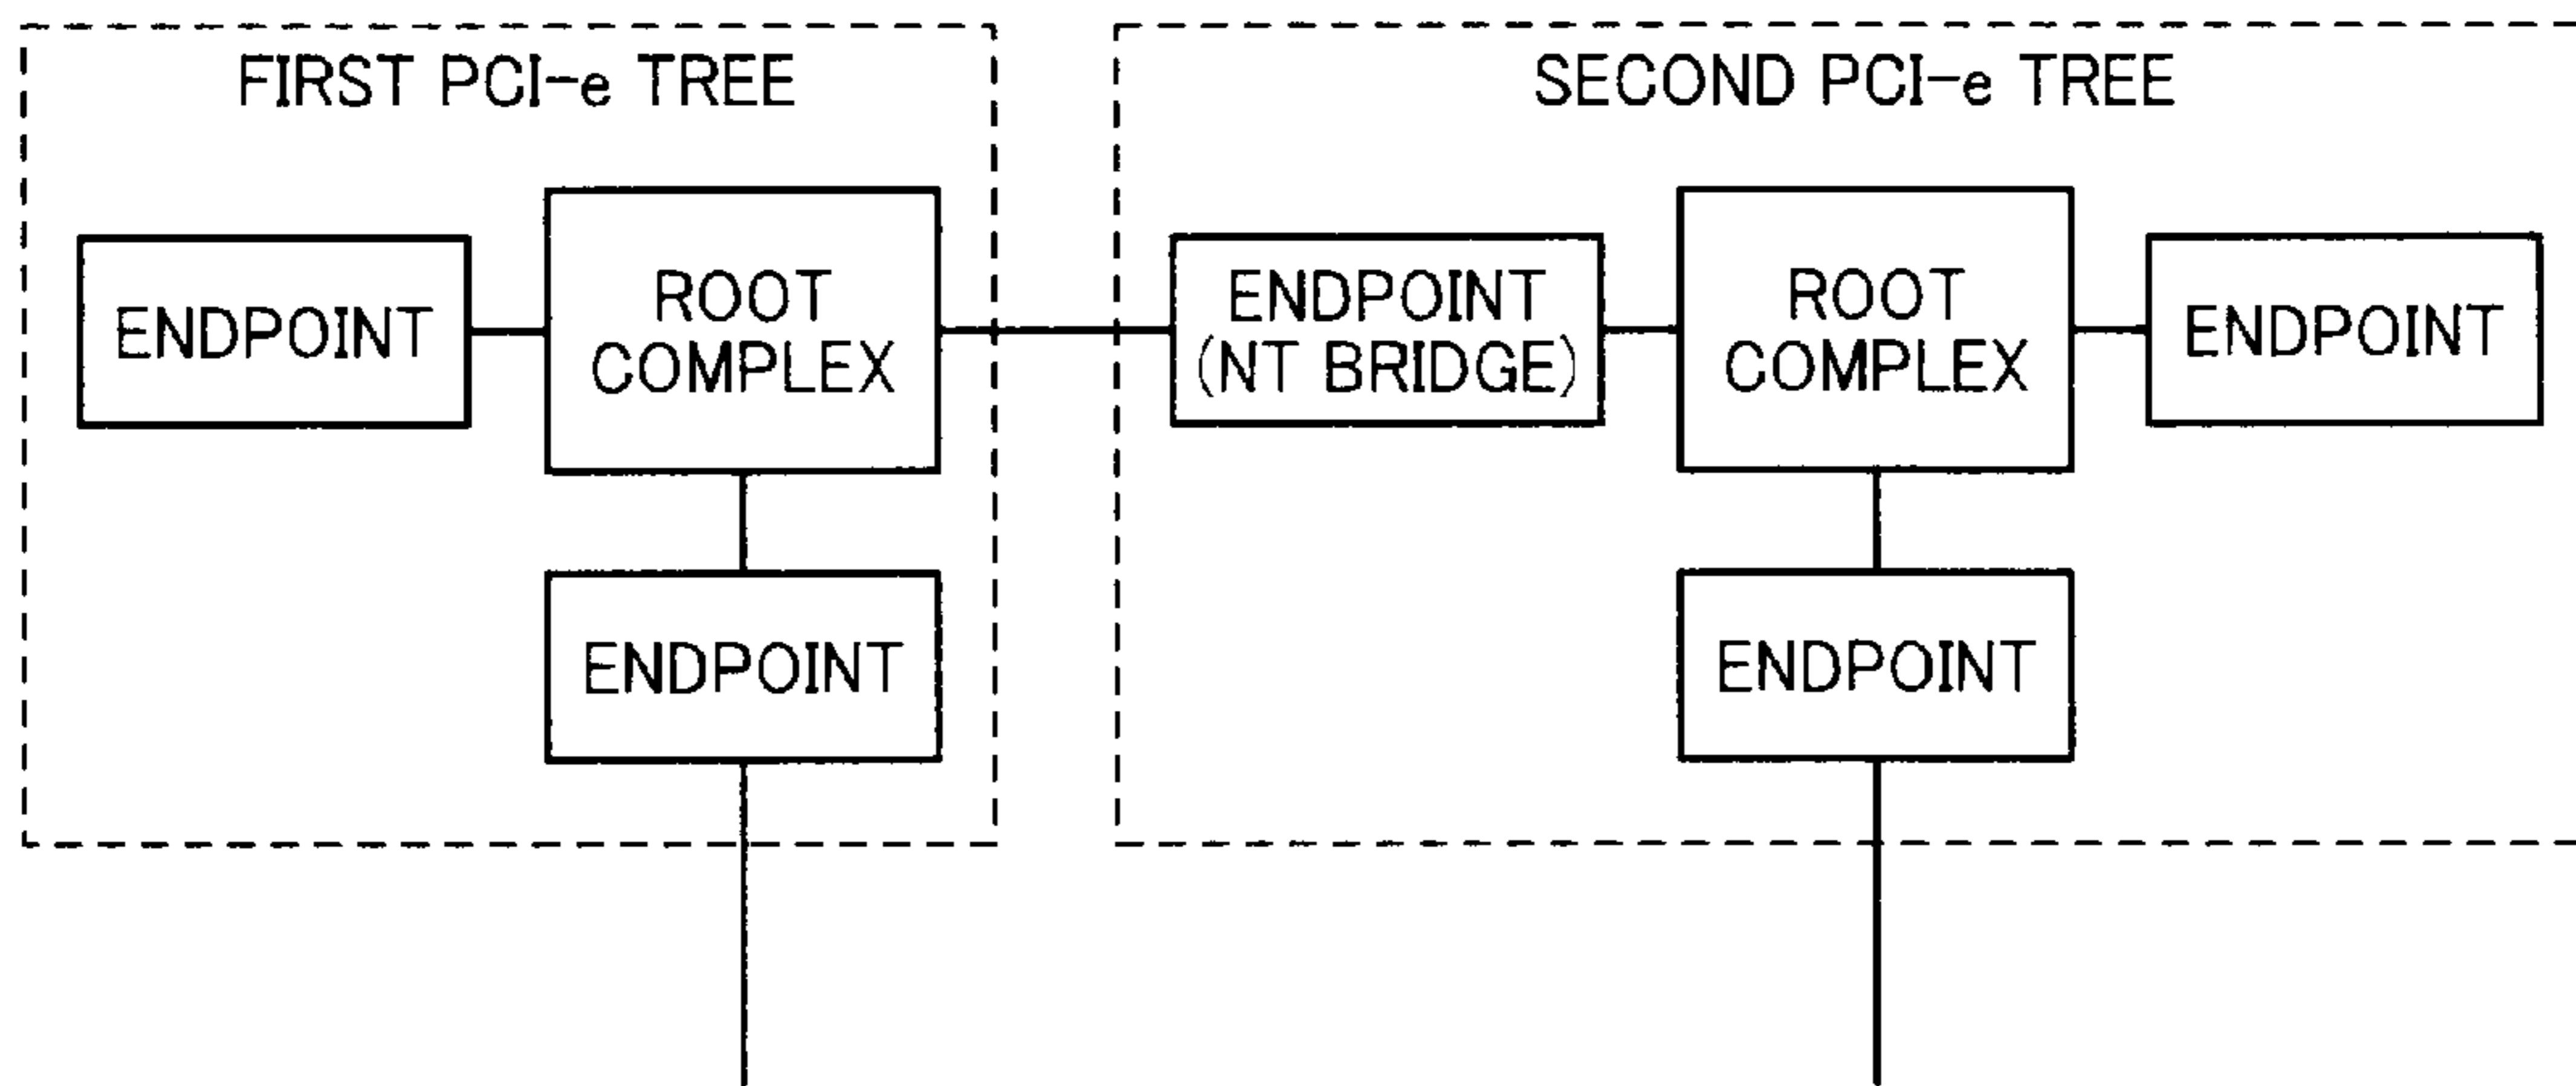 FIRST PCI-e TREE
ENDPOINT
ROOT
COMPLEX
ENDPOINT
SECOND PCI-e TREE
ENDPOINT
(NT BRIDGE)
ROOT
COMPLEX
ENDPOINT
ENDPOINT